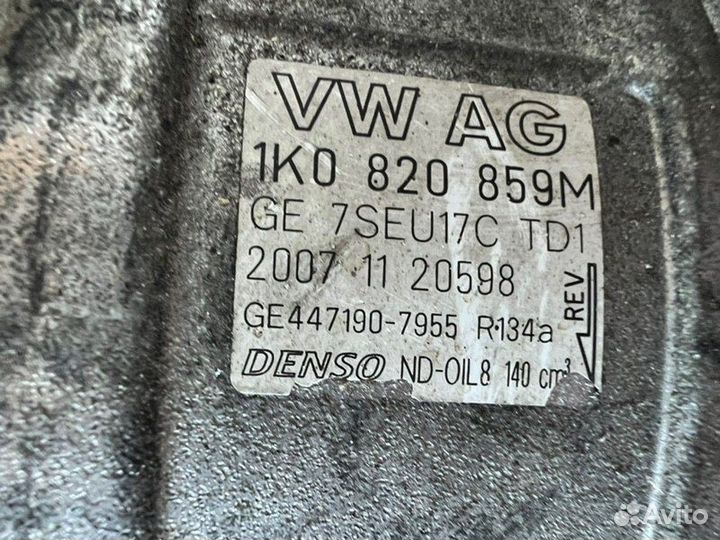 VW AG
1K0 820 859M
GE 7SEU17C TD1
2007 11 20598
REV
GE447190-7955 R·134a
DENSO ND-OIL8 140 cm³
Avito